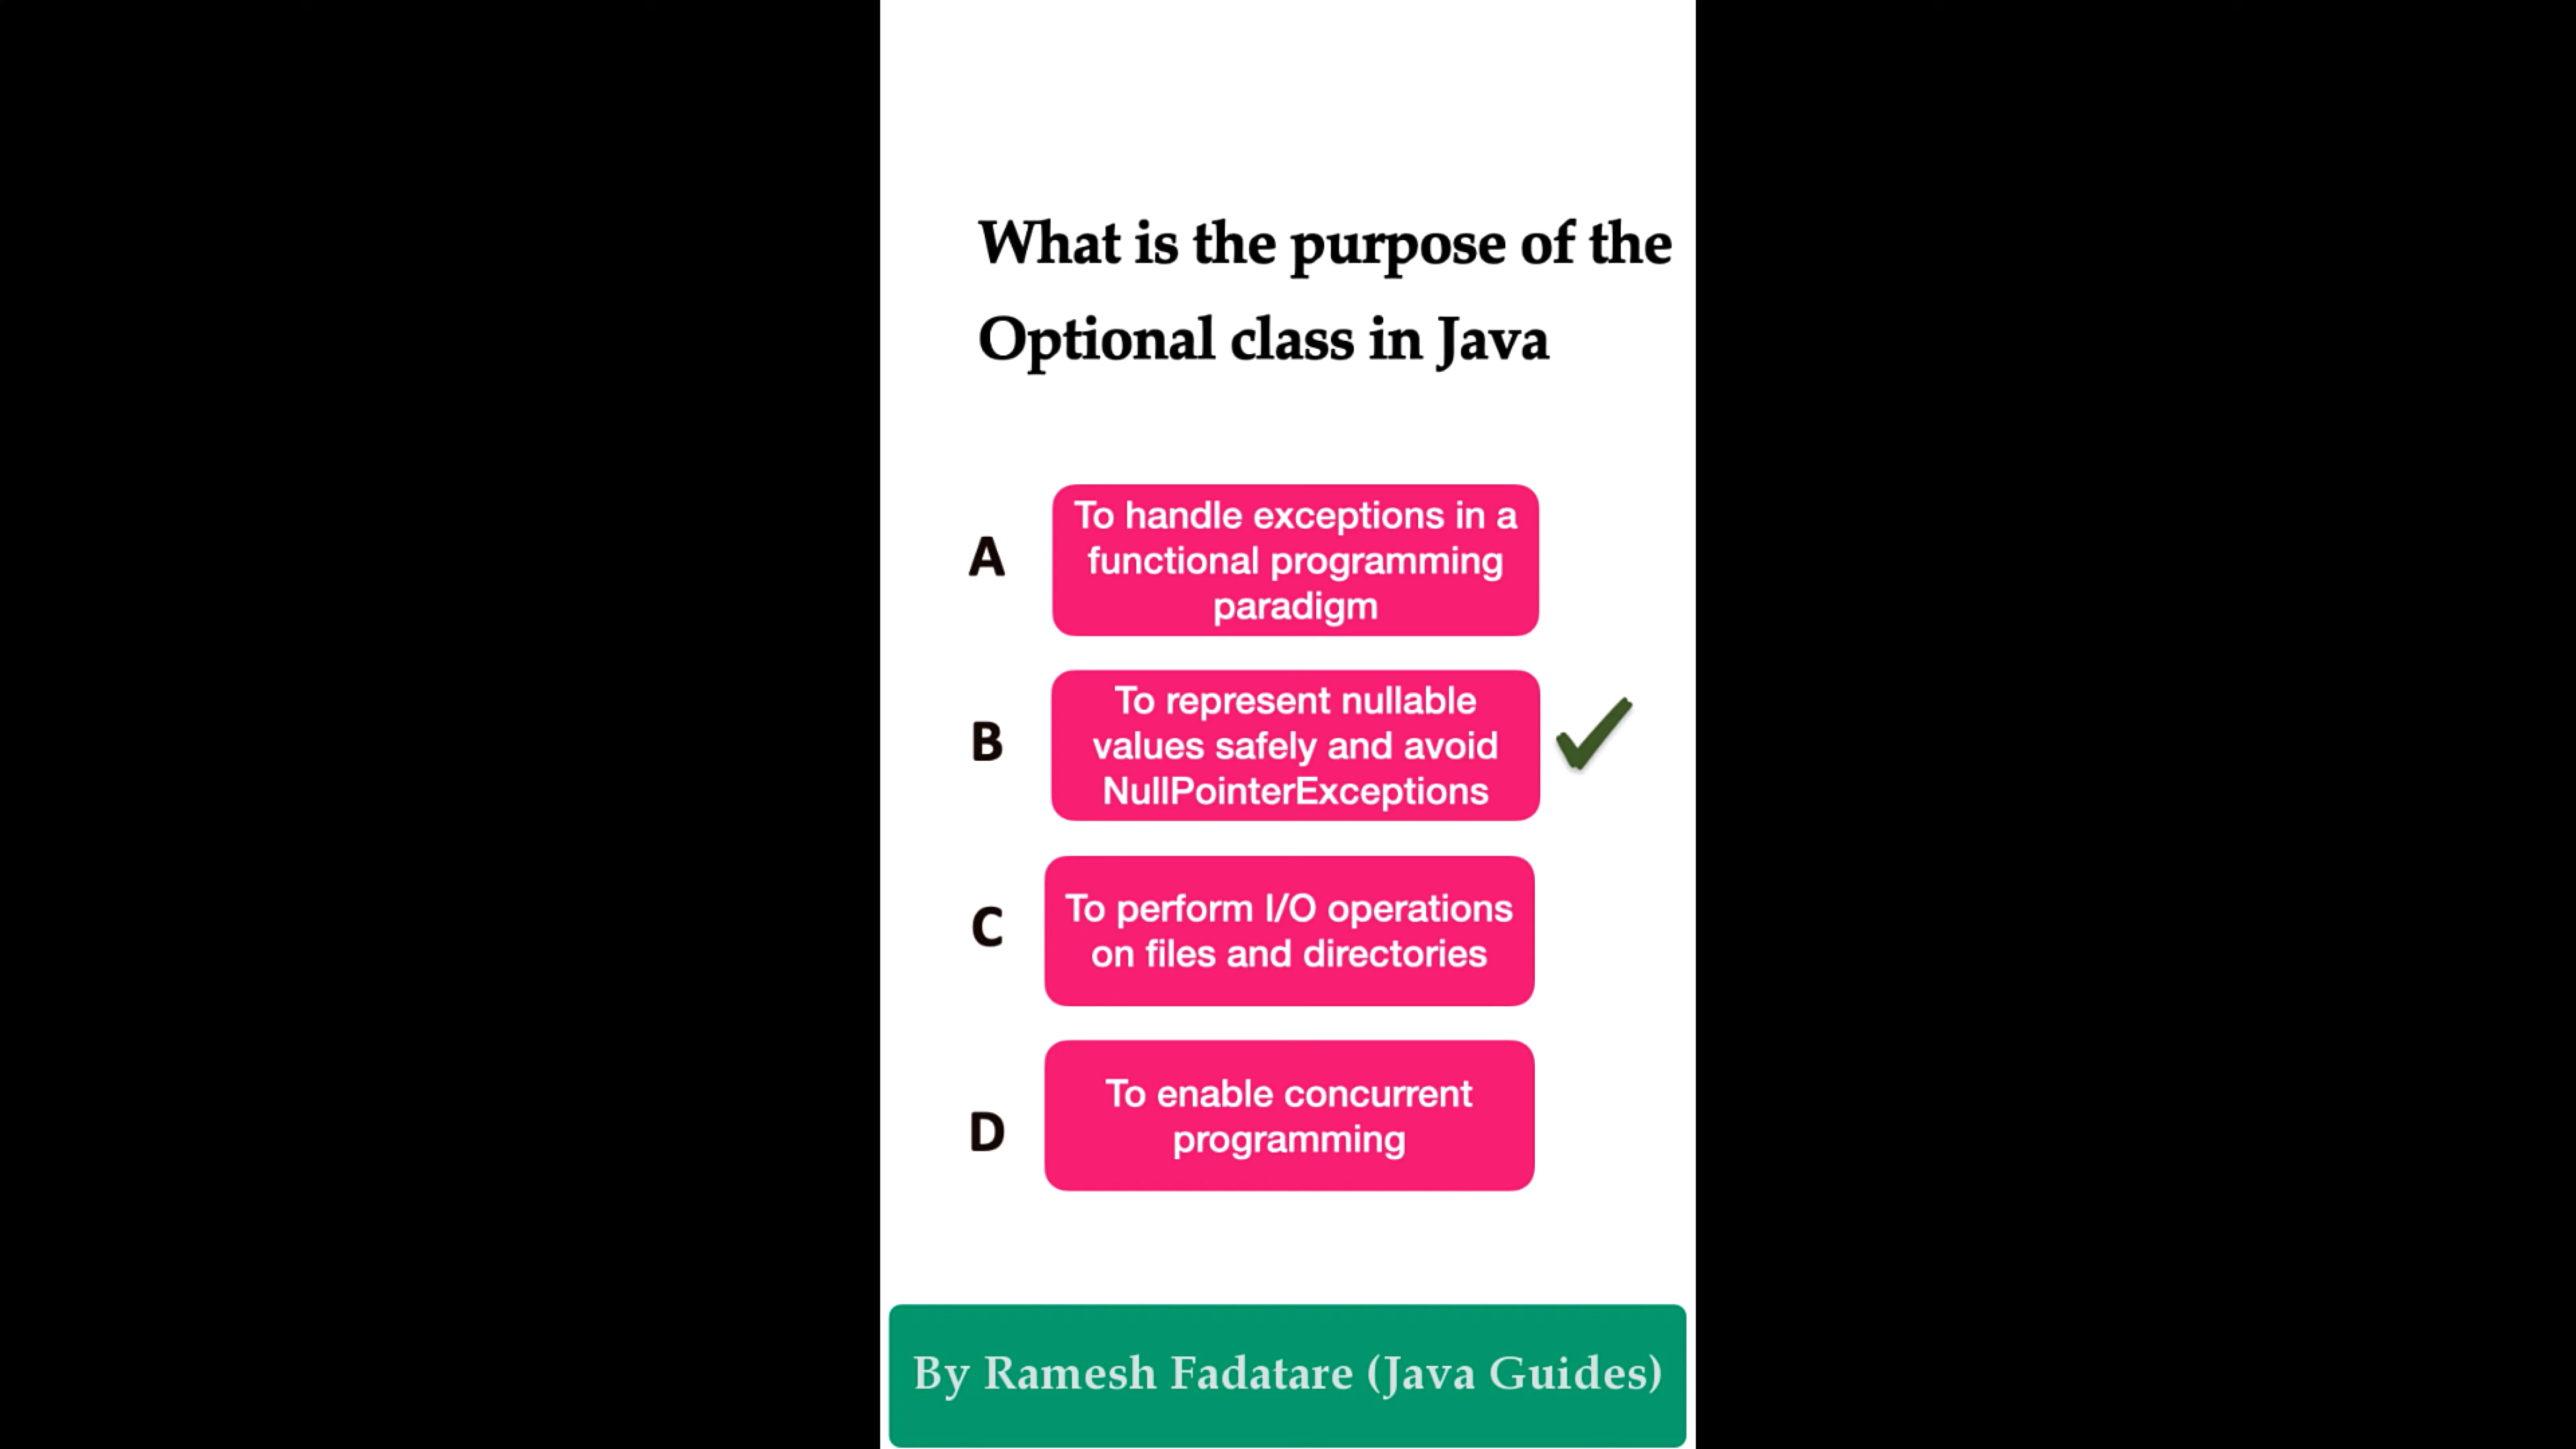 What is the purpose of the
Optional class in Java
A
To handle exceptions in a
functional programming
paradigm
B
To represent nullable
values safely and avoid
NullPointerExceptions
C
To perform I/O operations
on files and directories
D
To enable concurrent
programming
By Ramesh Fadatare (Java Guides)